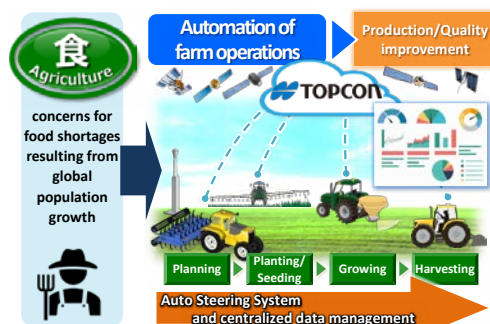 食
Agriculture
concerns for
food shortages
resulting from
global
population
growth
Automation of
farm operations
Production/Quality
improvement
TOPCON
Planning
Planting/
Seeding
Growing
Harvesting
Auto Steering System
and centralized data management